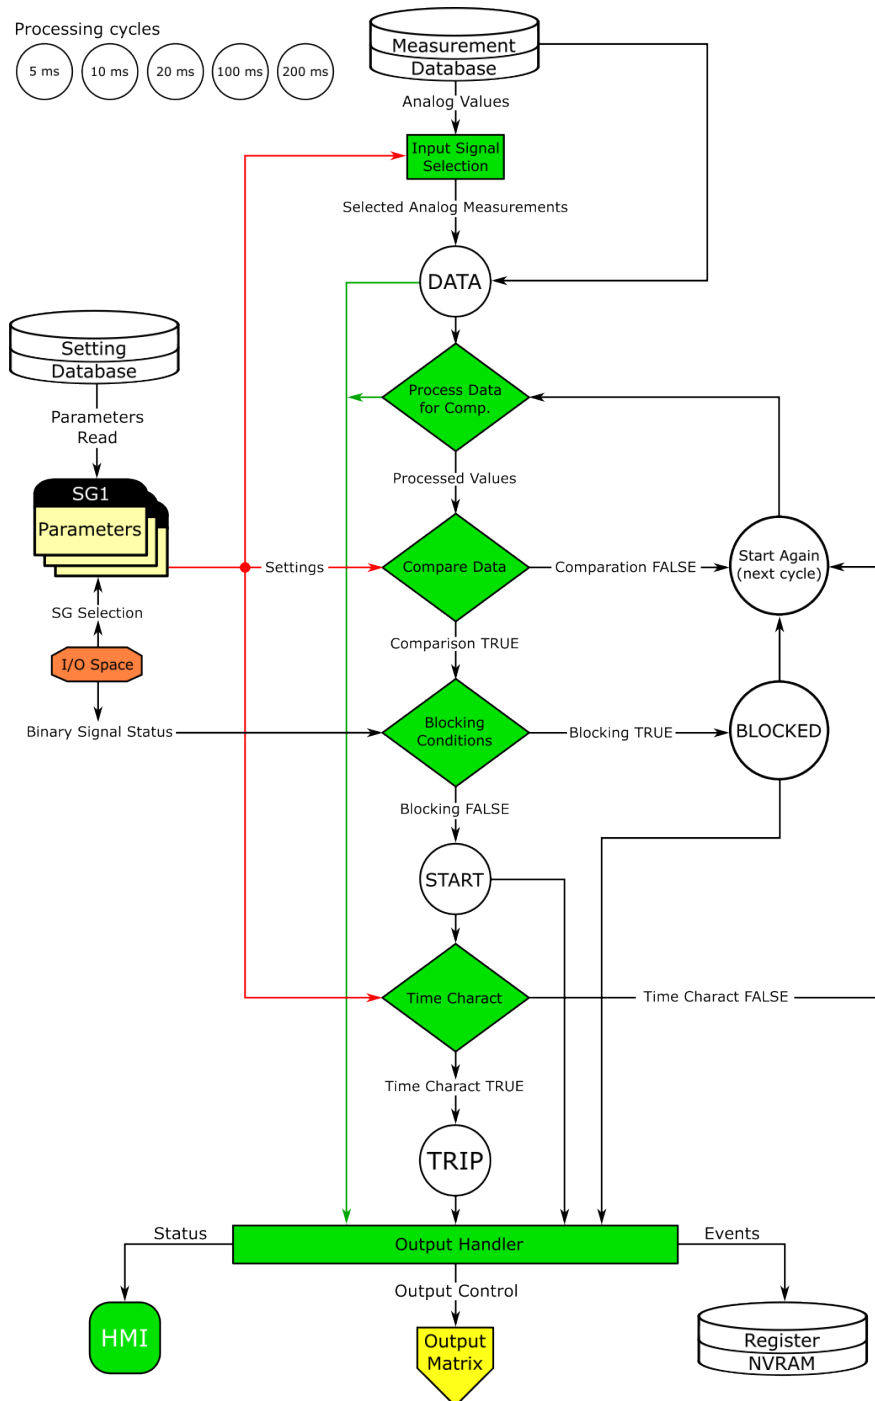 Processing cycles
5 ms
10 ms
20 ms
100 ms
200 ms
Measurement
Database
Analog Values
Input Signal
Selection
Selected Analog Measurements
DATA
Setting
Database
Parameters
Read
SG1
Parameters
SG Selection
I/O Space
Binary Signal Status
Process Data
for Comp.
Processed Values
Settings
Compare Data
Comparation FALSE
Start Again
(next cycle)
Comparison TRUE
Blocking
Conditions
Blocking TRUE
BLOCKED
Blocking FALSE
START
Time Charact
Time Charact FALSE
Time Charact TRUE
TRIP
Status
Output Handler
Events
Output Control
HMI
Output
Matrix
Register
NVRAM